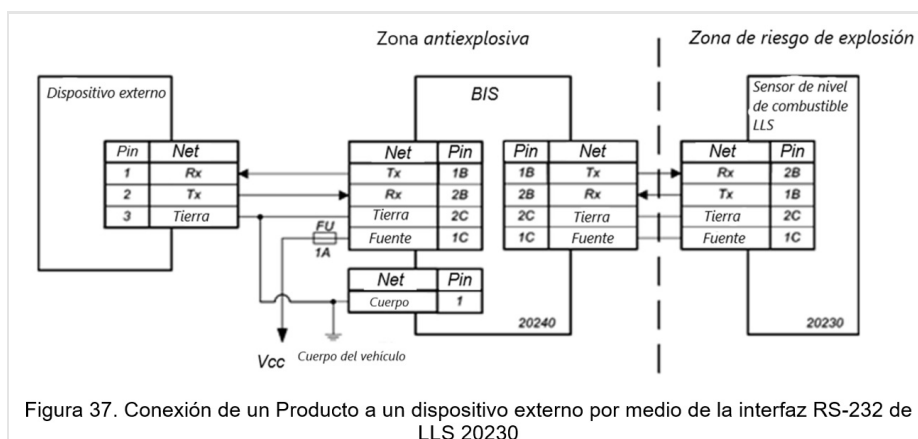 Zona antiexplosiva
Zona de riesgo de explosión
Dispositivo externo
Pin Net
1 Rx
2 Tx
3 Tierra
FU
1A
Vcc
Cuerpo del vehículo
BIS
Net Pin
Tx 1B
Rx 2B
Tierra 2C
Fuente 1C
Net Pin
Cuerpo 1
Pin Net
1B Tx
2B Rx
2C Tierra
1C Fuente
20240
Sensor de nivel
de combustible
LLS
Net Pin
Rx 2B
Tx 1B
Tierra 2C
Fuente 1C
20230
Figura 37. Conexión de un Producto a un dispositivo externo por medio de la interfaz RS-232 de
LLS 20230